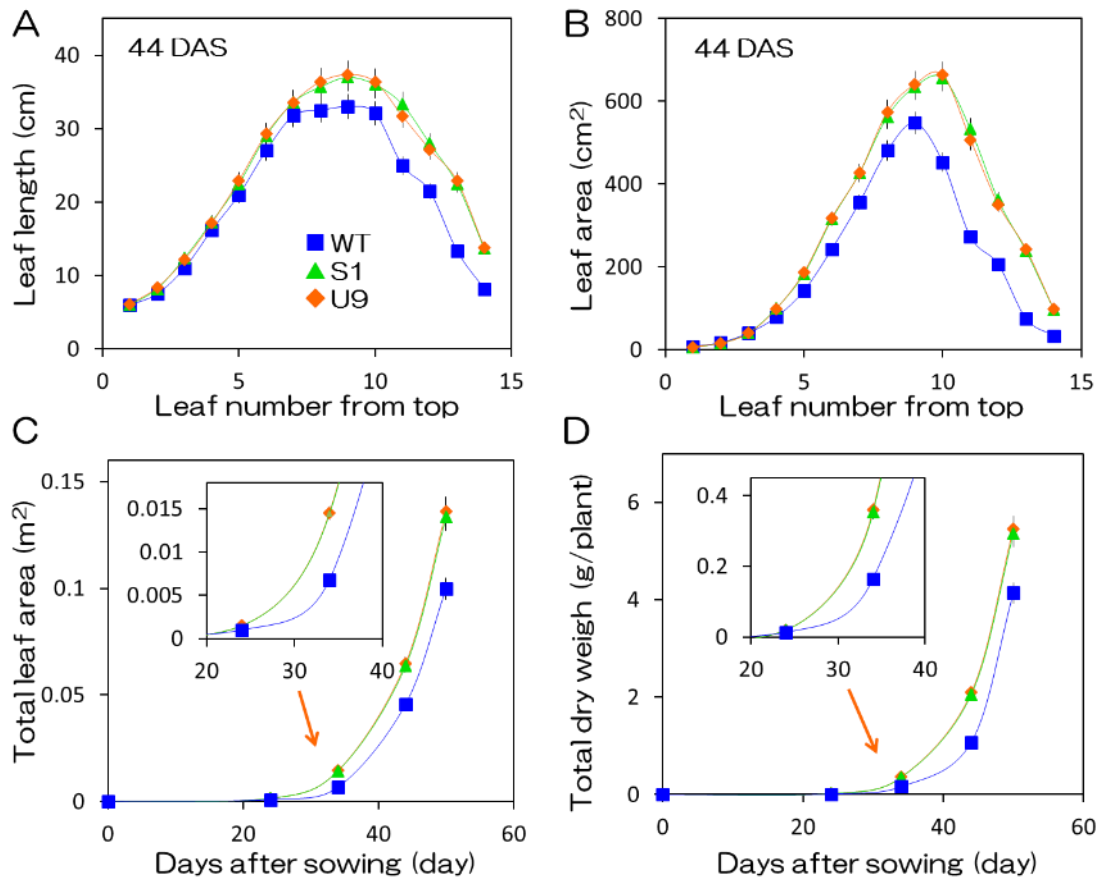 A
44 DAS
Leaf length (cm)
40
30
20
10
0
WT
S1
U9
0
5
10
15
Leaf number from top
B
44 DAS
Leaf area (cm²)
800
600
400
200
0
0
5
10
15
Leaf number from top
C
Total leaf area (m²)
0.15
0.1
0.05
0
0.015
0.01
0.005
0
20
30
40
0
20
40
60
Days after sowing (day)
D
Total dry weigh (g/plant)
6
4
2
0
0.4
0.2
0
20
30
40
0
20
40
60
Days after sowing (day)